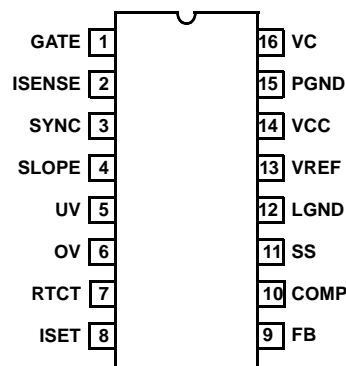 GATE 1 16 VC
ISENSE 2 15 PGND
SYNC 3 14 VCC
SLOPE 4 13 VREF
UV 5 12 LGND
OV 6 11 SS
RTCT 7 10 COMP
ISET 8 9 FB